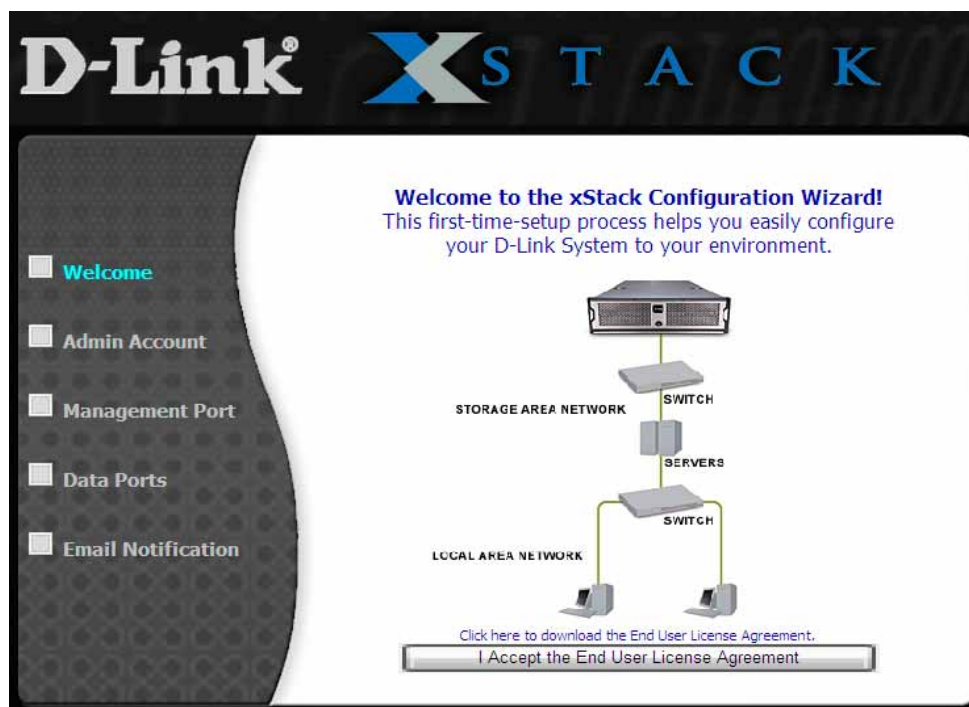 D-Link®
XSTACK
Welcome
Admin Account
Management Port
Data Ports
Email Notification
Welcome to the xStack Configuration Wizard!
This first-time-setup process helps you easily configure
your D-Link System to your environment.
SWITCH
STORAGE AREA NETWORK
SERVERS
SWITCH
LOCAL AREA NETWORK
Click here to download the End User License Agreement.
I Accept the End User License Agreement